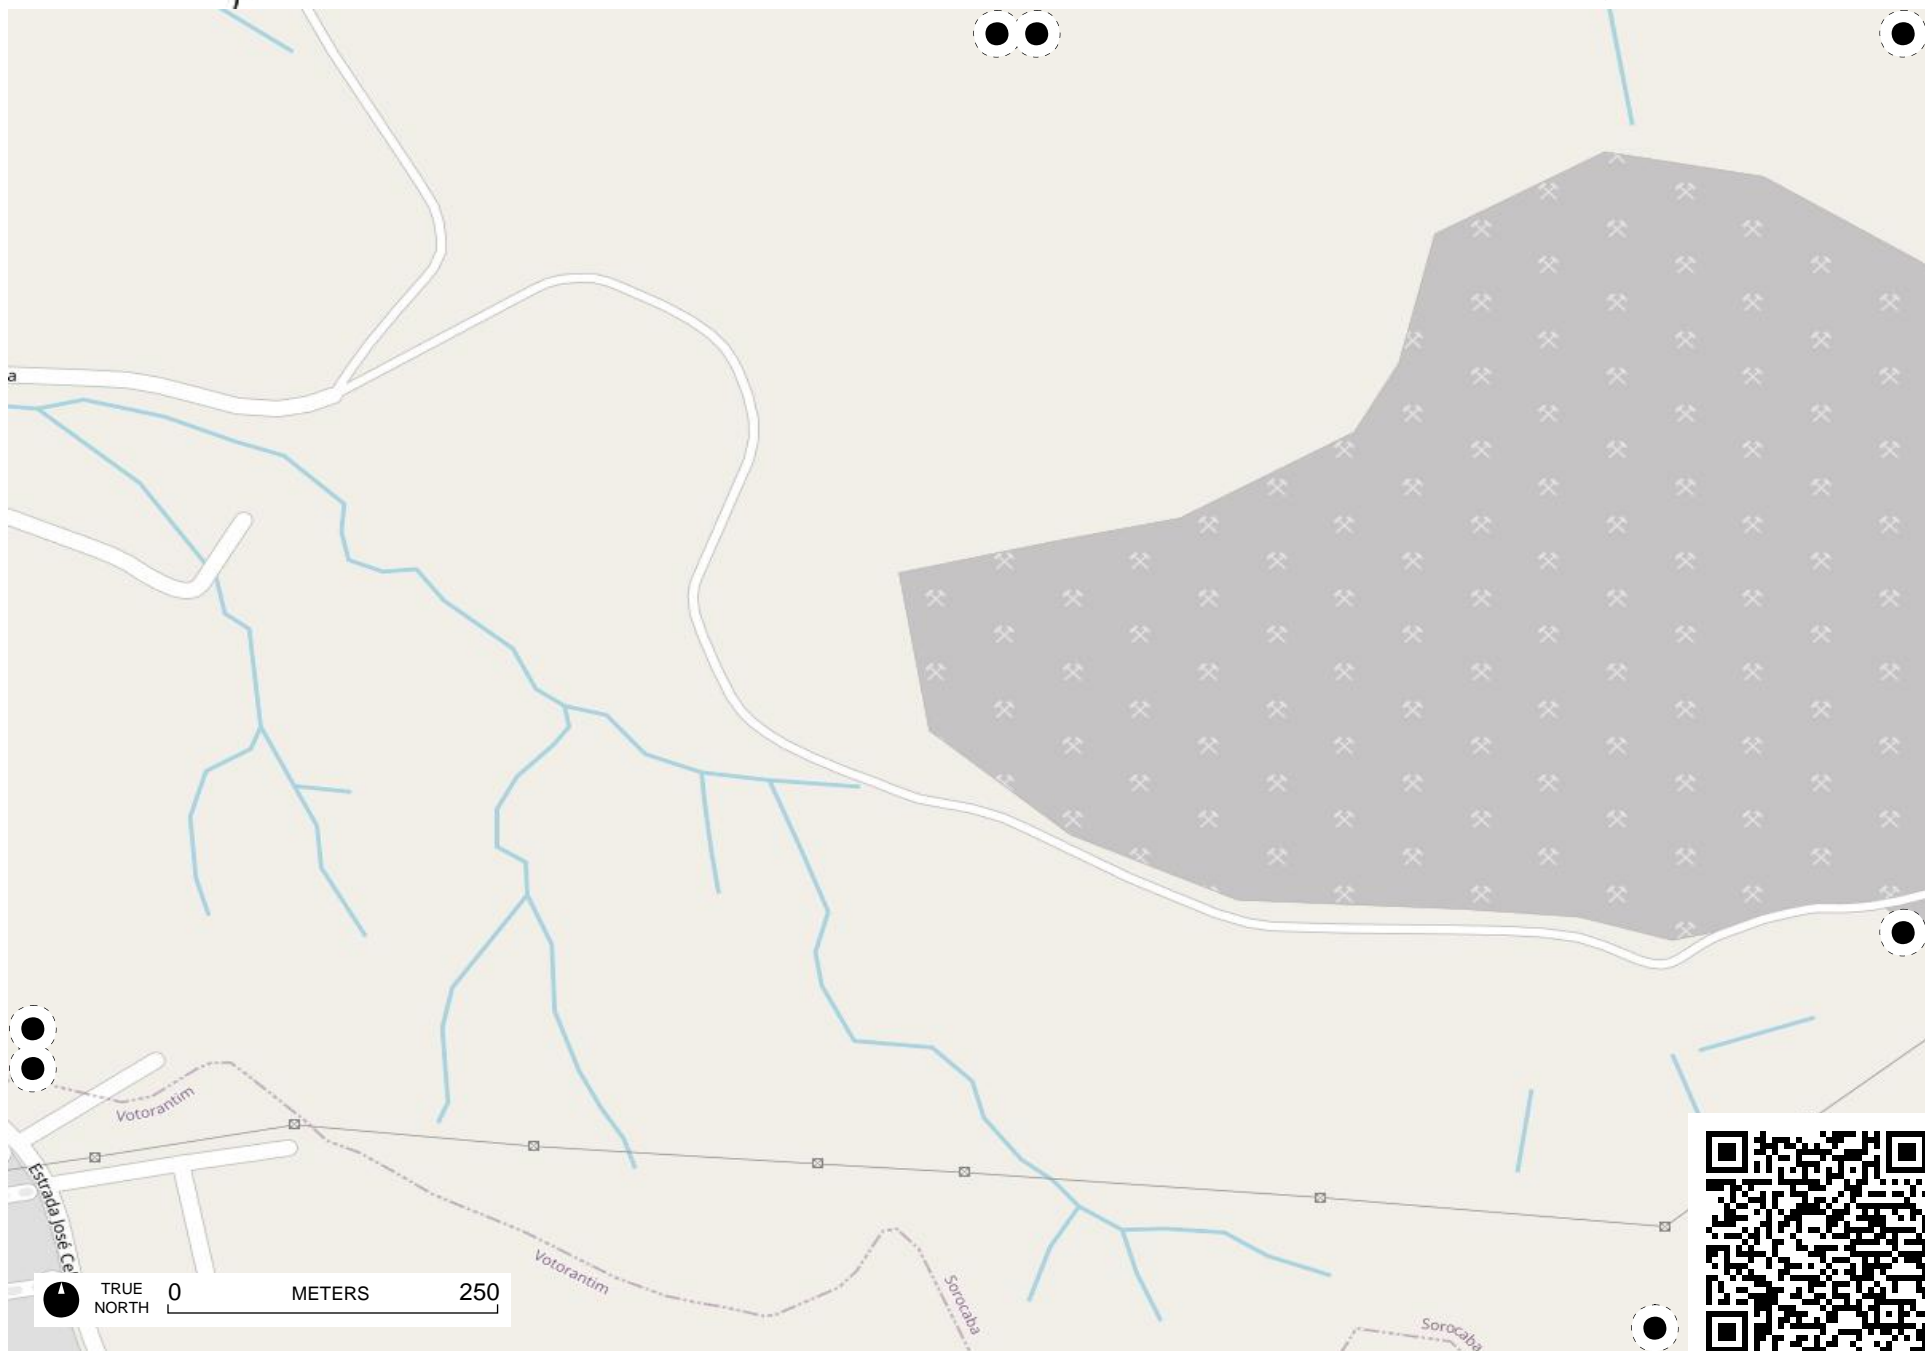 a
Votorantim
Estrada José Ce
Votorantim
Sorocaba
Sorocaba
TRUE
NORTH
0 METERS 250